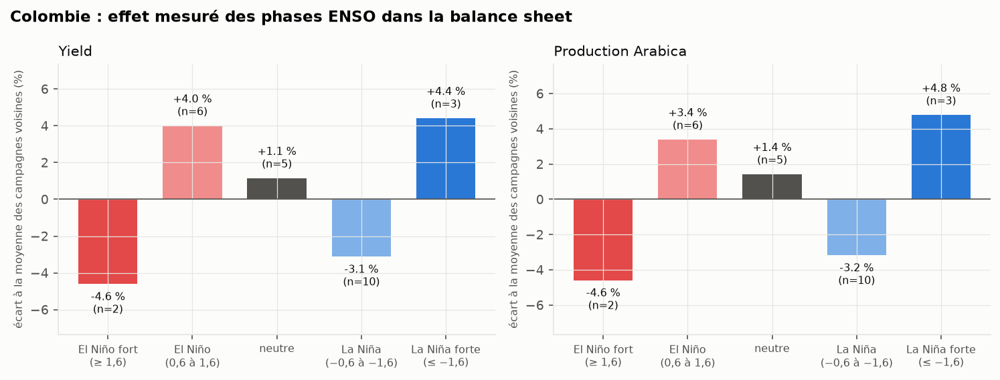 Colombie : effet mesuré des phases ENSO dans la balance sheet
Yield
écart à la moyenne des campagnes voisines (%)
6
4
2
0
−2
−4
−6
+4.0 %
(n=6)
+1.1 %
(n=5)
+4.4 %
(n=3)
-4.6 %
(n=2)
-3.1 %
(n=10)
El Niño fort
(≥ 1,6)
El Niño
(0,6 à 1,6)
neutre
La Niña
(−0,6 à −1,6)
La Niña forte
(≤ −1,6)
Production Arabica
écart à la moyenne des campagnes voisines (%)
6
4
2
0
−2
−4
−6
+3.4 %
(n=6)
+1.4 %
(n=5)
+4.8 %
(n=3)
-4.6 %
(n=2)
-3.2 %
(n=10)
El Niño fort
(≥ 1,6)
El Niño
(0,6 à 1,6)
neutre
La Niña
(−0,6 à −1,6)
La Niña forte
(≤ −1,6)